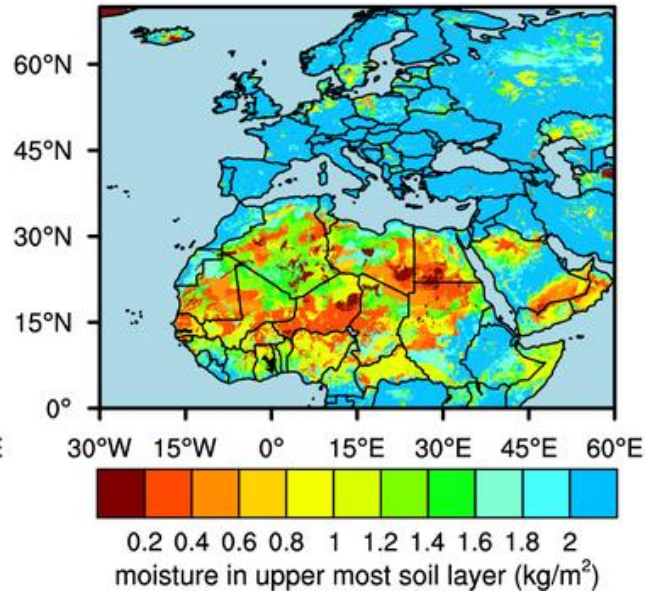 60°N
45°N
30°N
15°N
0°
E 30°W 15°W 0° 15°E 30°E 45°E 60°E
0.2 0.4 0.6 0.8 1 1.2 1.4 1.6 1.8 2
moisture in upper most soil layer (kg/m²)